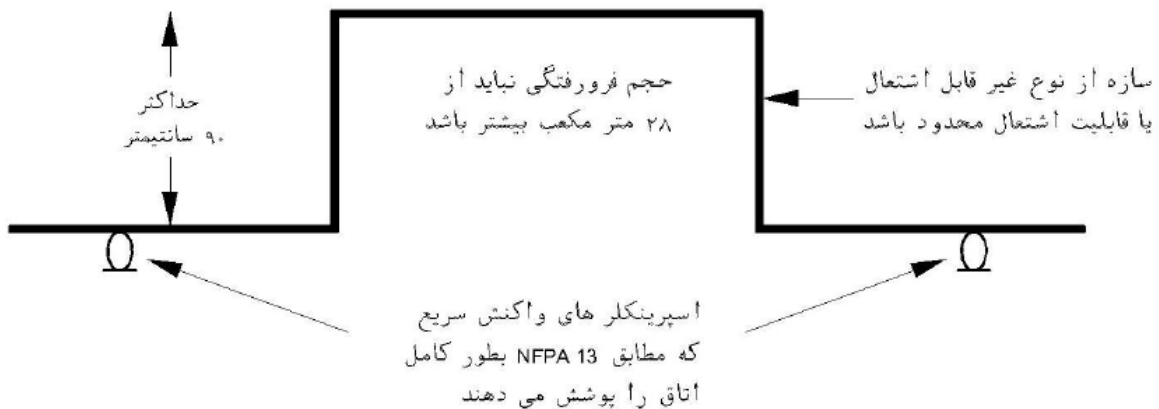 حداکثر
۹۰ سانتیمتر
حجم فرورفتگی نباید از
۲۸ متر مکعب بیشتر باشد
سازه از نوع غیر قابل اشتعال
یا قابلیت اشتعال محدود باشد
اسپرینکلر های واکنش سریع
که مطابق NFPA 13 بطور کامل
اتاق را پوشش می دهند